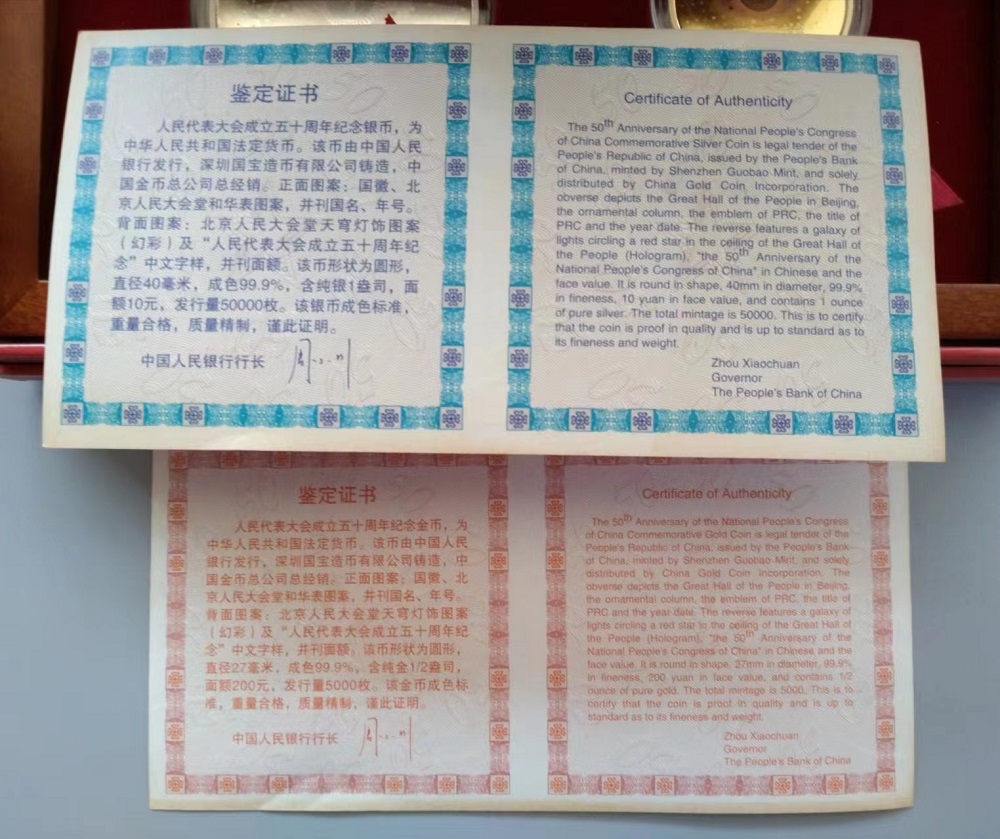 鉴定证书
人民代表大会成立五十周年纪念银币，为
中华人民共和国法定货币。该币由中国人民
银行发行，深圳国宝造币有限公司铸造，中
国金币总公司总经销。正面图案：国徽、北
京人民大会堂和华表图案，并刊国名、年号。
背面图案：北京人民大会堂天穹灯饰图案
（幻彩）及“人民代表大会成立五十周年纪
念”中文字样，并刊面额。该币形状为圆形，
直径40毫米，成色99.9%，含纯银1盎司，面
额10元，发行量50000枚。该银币成色标准，
重量合格，质量精制，谨此证明。
中国人民银行行长
Certificate of Authenticity
The 50th Anniversary of the National People's Congress
of China Commemorative Silver Coin is legal tender of the
People's Republic of China, issued by the People's Bank
of China, minted by Shenzhen Guobao Mint, and solely
distributed by China Gold Coin Incorporation. The
obverse depicts the Great Hall of the People in Beijing,
the ornamental column, the emblem of PRC, the title of
PRC and the year date. The reverse features a galaxy of
lights circling a red star in the ceiling of the Great Hall of
the People (Hologram), "the 50th Anniversary of the
National People's Congress of China" in Chinese and the
face value. It is round in shape, 40mm in diameter, 99.9%
in fineness, 10 yuan in face value, and contains 1 ounce
of pure silver. The total mintage is 50000. This is to certify
that the coin is proof in quality and is up to standard as to
its fineness and weight.
Zhou Xiaochuan
Governor
The People's Bank of China
鉴定证书
人民代表大会成立五十周年纪念金币，为
中华人民共和国法定货币。该币由中国人民
银行发行，深圳国宝造币有限公司铸造，中
国金币总公司总经销。正面图案：国徽、北
京人民大会堂和华表图案，并刊国名、年号。
背面图案：北京人民大会堂天穹灯饰图案
（幻彩）及“人民代表大会成立五十周年纪
念”中文字样，并刊面额。该币形状为圆形，
直径27毫米，成色99.9%，含纯金1/2盎司，
面额200元，发行量5000枚。该金币成色标
准，重量合格，质量精制，谨此证明。
中国人民银行行长
Certificate of Authenticity
The 50th Anniversary of the National People's Congress
of China Commemorative Gold Coin is legal tender of the
People's Republic of China, issued by the People's Bank
of China, minted by Shenzhen Guobao Mint, and solely
distributed by China Gold Coin Incorporation. The
obverse depicts the Great Hall of the People in Beijing,
the ornamental column, the emblem of PRC, the title of
PRC and the year date. The reverse features a galaxy of
lights circling a red star in the ceiling of the Great Hall of
the People (Hologram), "the 50th Anniversary of the
National People's Congress of China" in Chinese and the
face value. It is round in shape, 27mm in diameter, 99.9%
in fineness, 200 yuan in face value, and contains 1/2
ounce of pure gold. The total mintage is 5000. This is to
certify that the coin is proof in quality and is up to
standard as to its fineness and weight.
Zhou Xiaochuan
Governor
The People's Bank of China